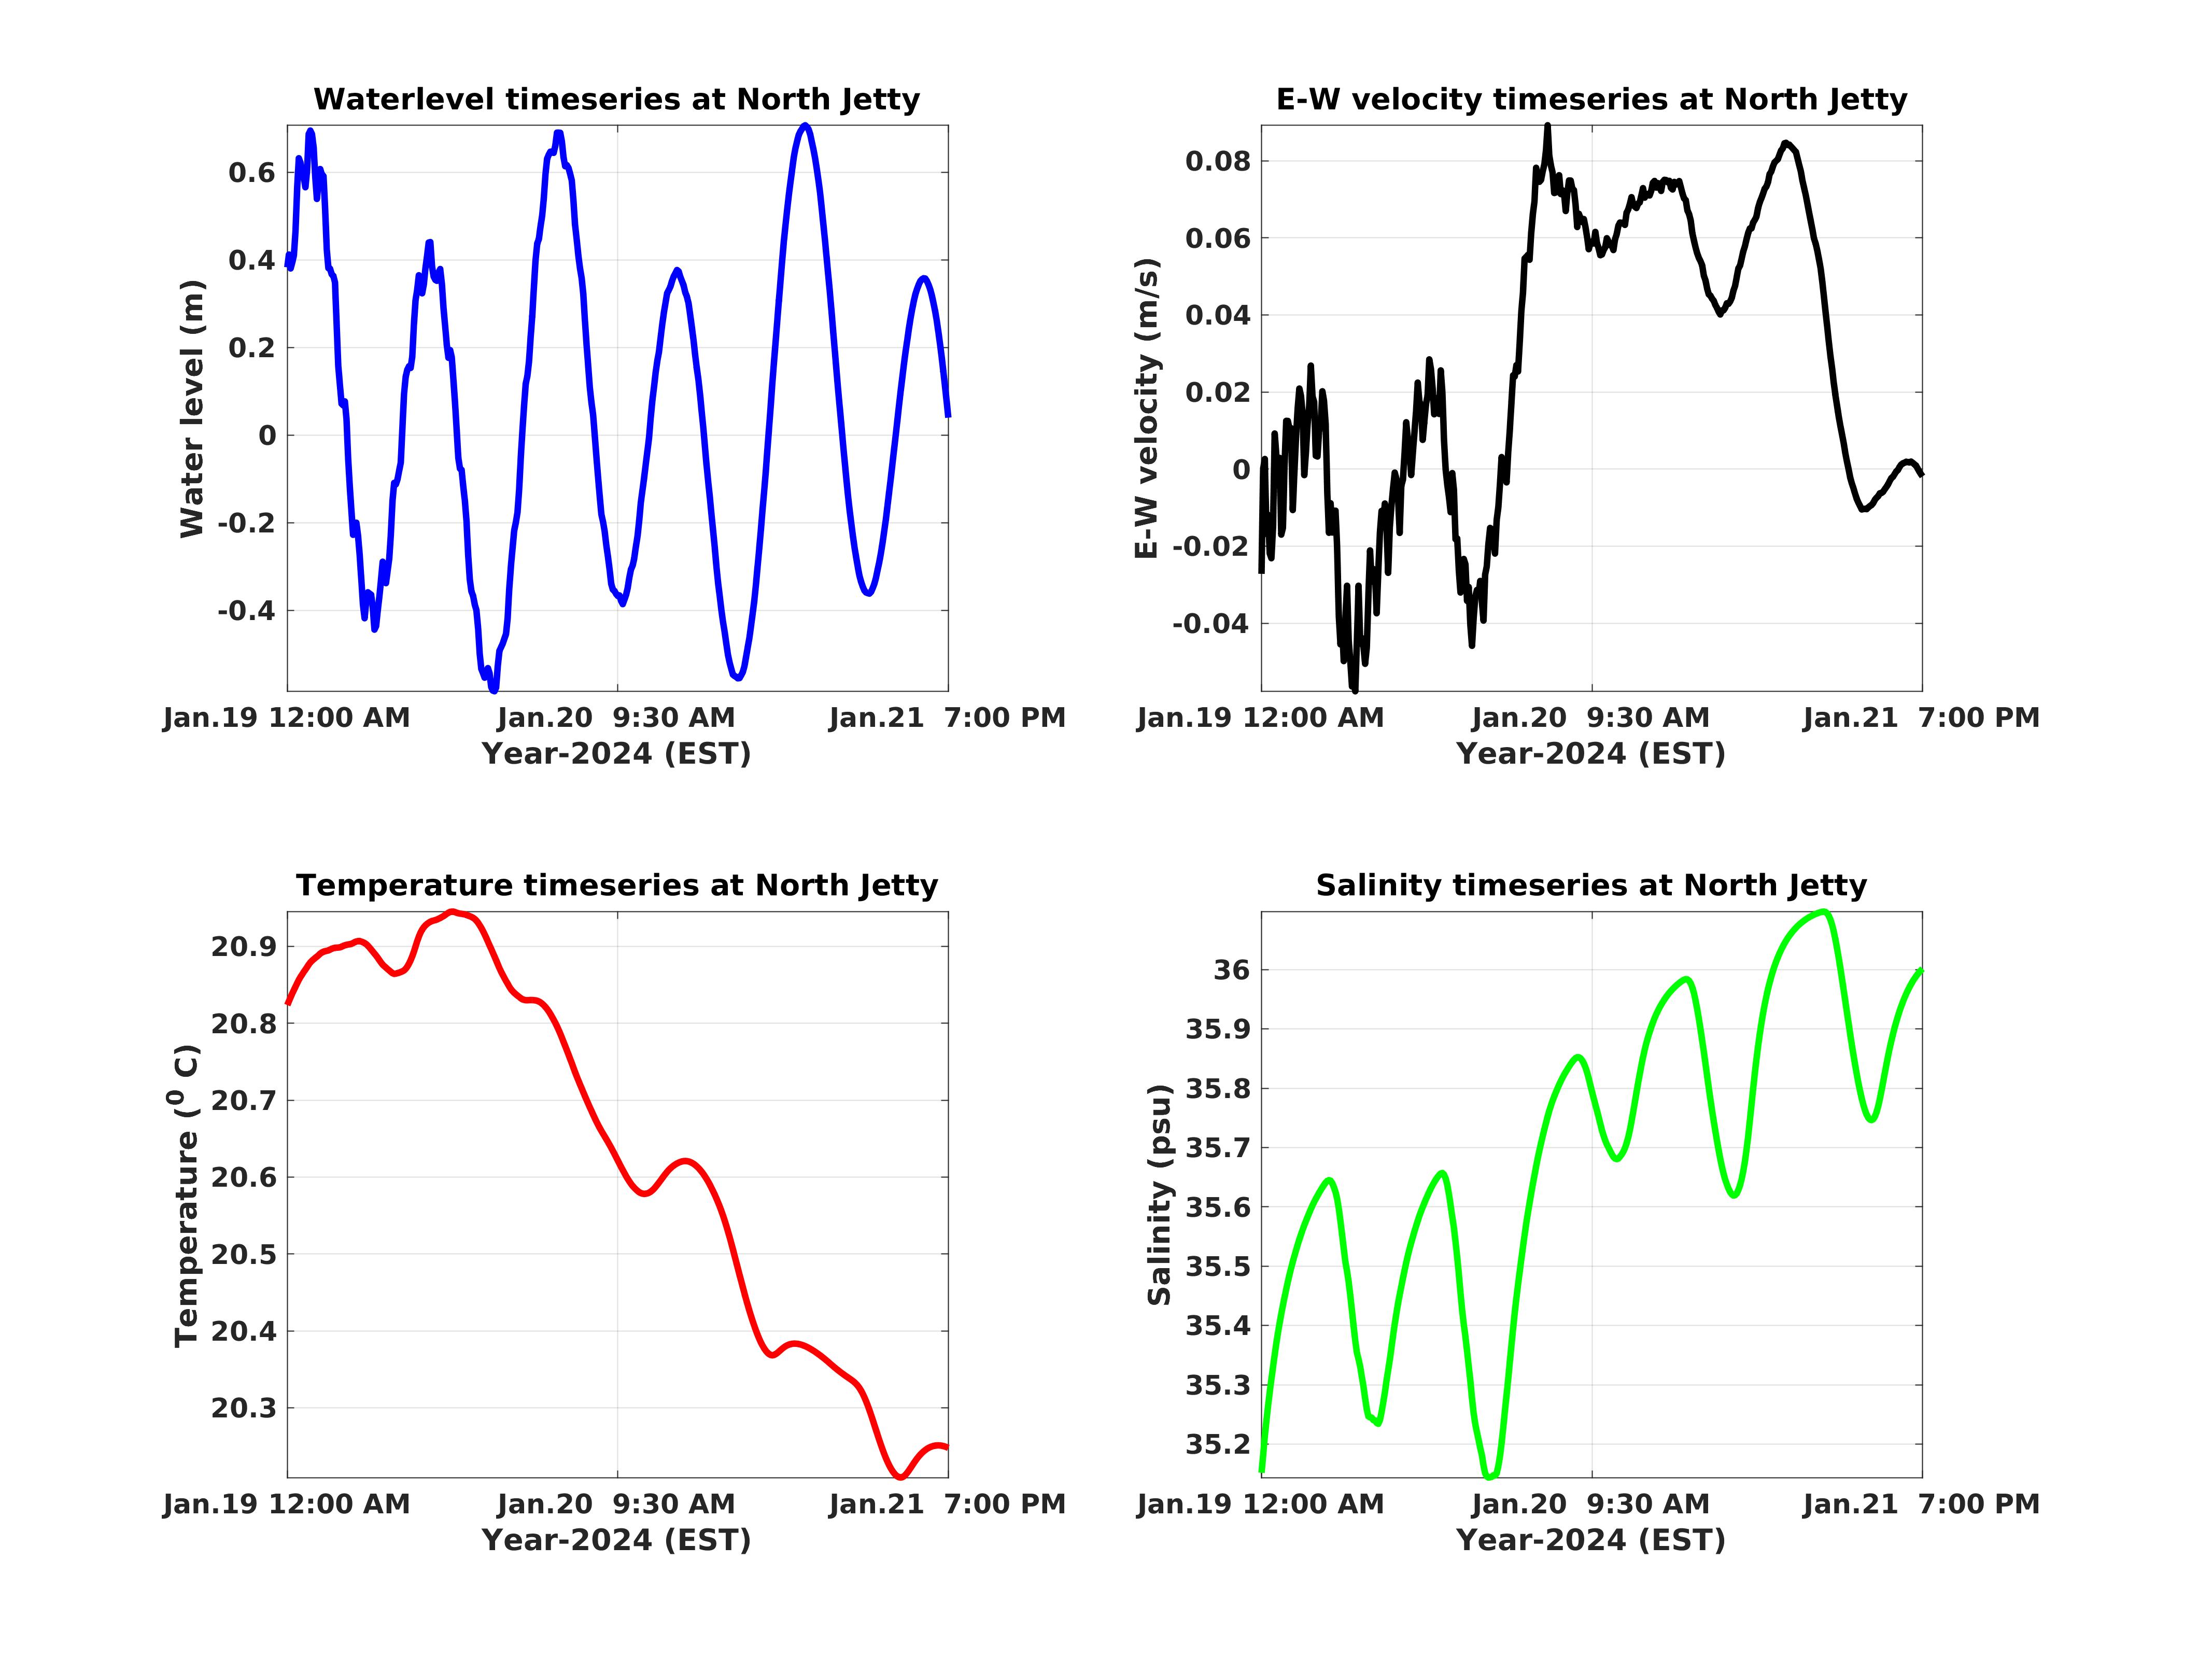 Waterlevel timeseries at North Jetty
0.6
0.4
0.2
0
-0.2
-0.4
Water level (m)
Jan.19 12:00 AM
Jan.20 9:30 AM
Jan.21 7:00 PM
Year-2024 (EST)
E-W velocity timeseries at North Jetty
0.08
0.06
0.04
0.02
0
-0.02
-0.04
E-W velocity (m/s)
Jan.19 12:00 AM
Jan.20 9:30 AM
Jan.21 7:00 PM
Year-2024 (EST)
Temperature timeseries at North Jetty
20.9
20.8
20.7
20.6
20.5
20.4
20.3
Temperature (⁰ C)
Jan.19 12:00 AM
Jan.20 9:30 AM
Jan.21 7:00 PM
Year-2024 (EST)
Salinity timeseries at North Jetty
36
35.9
35.8
35.7
35.6
35.5
35.4
35.3
35.2
Salinity (psu)
Jan.19 12:00 AM
Jan.20 9:30 AM
Jan.21 7:00 PM
Year-2024 (EST)